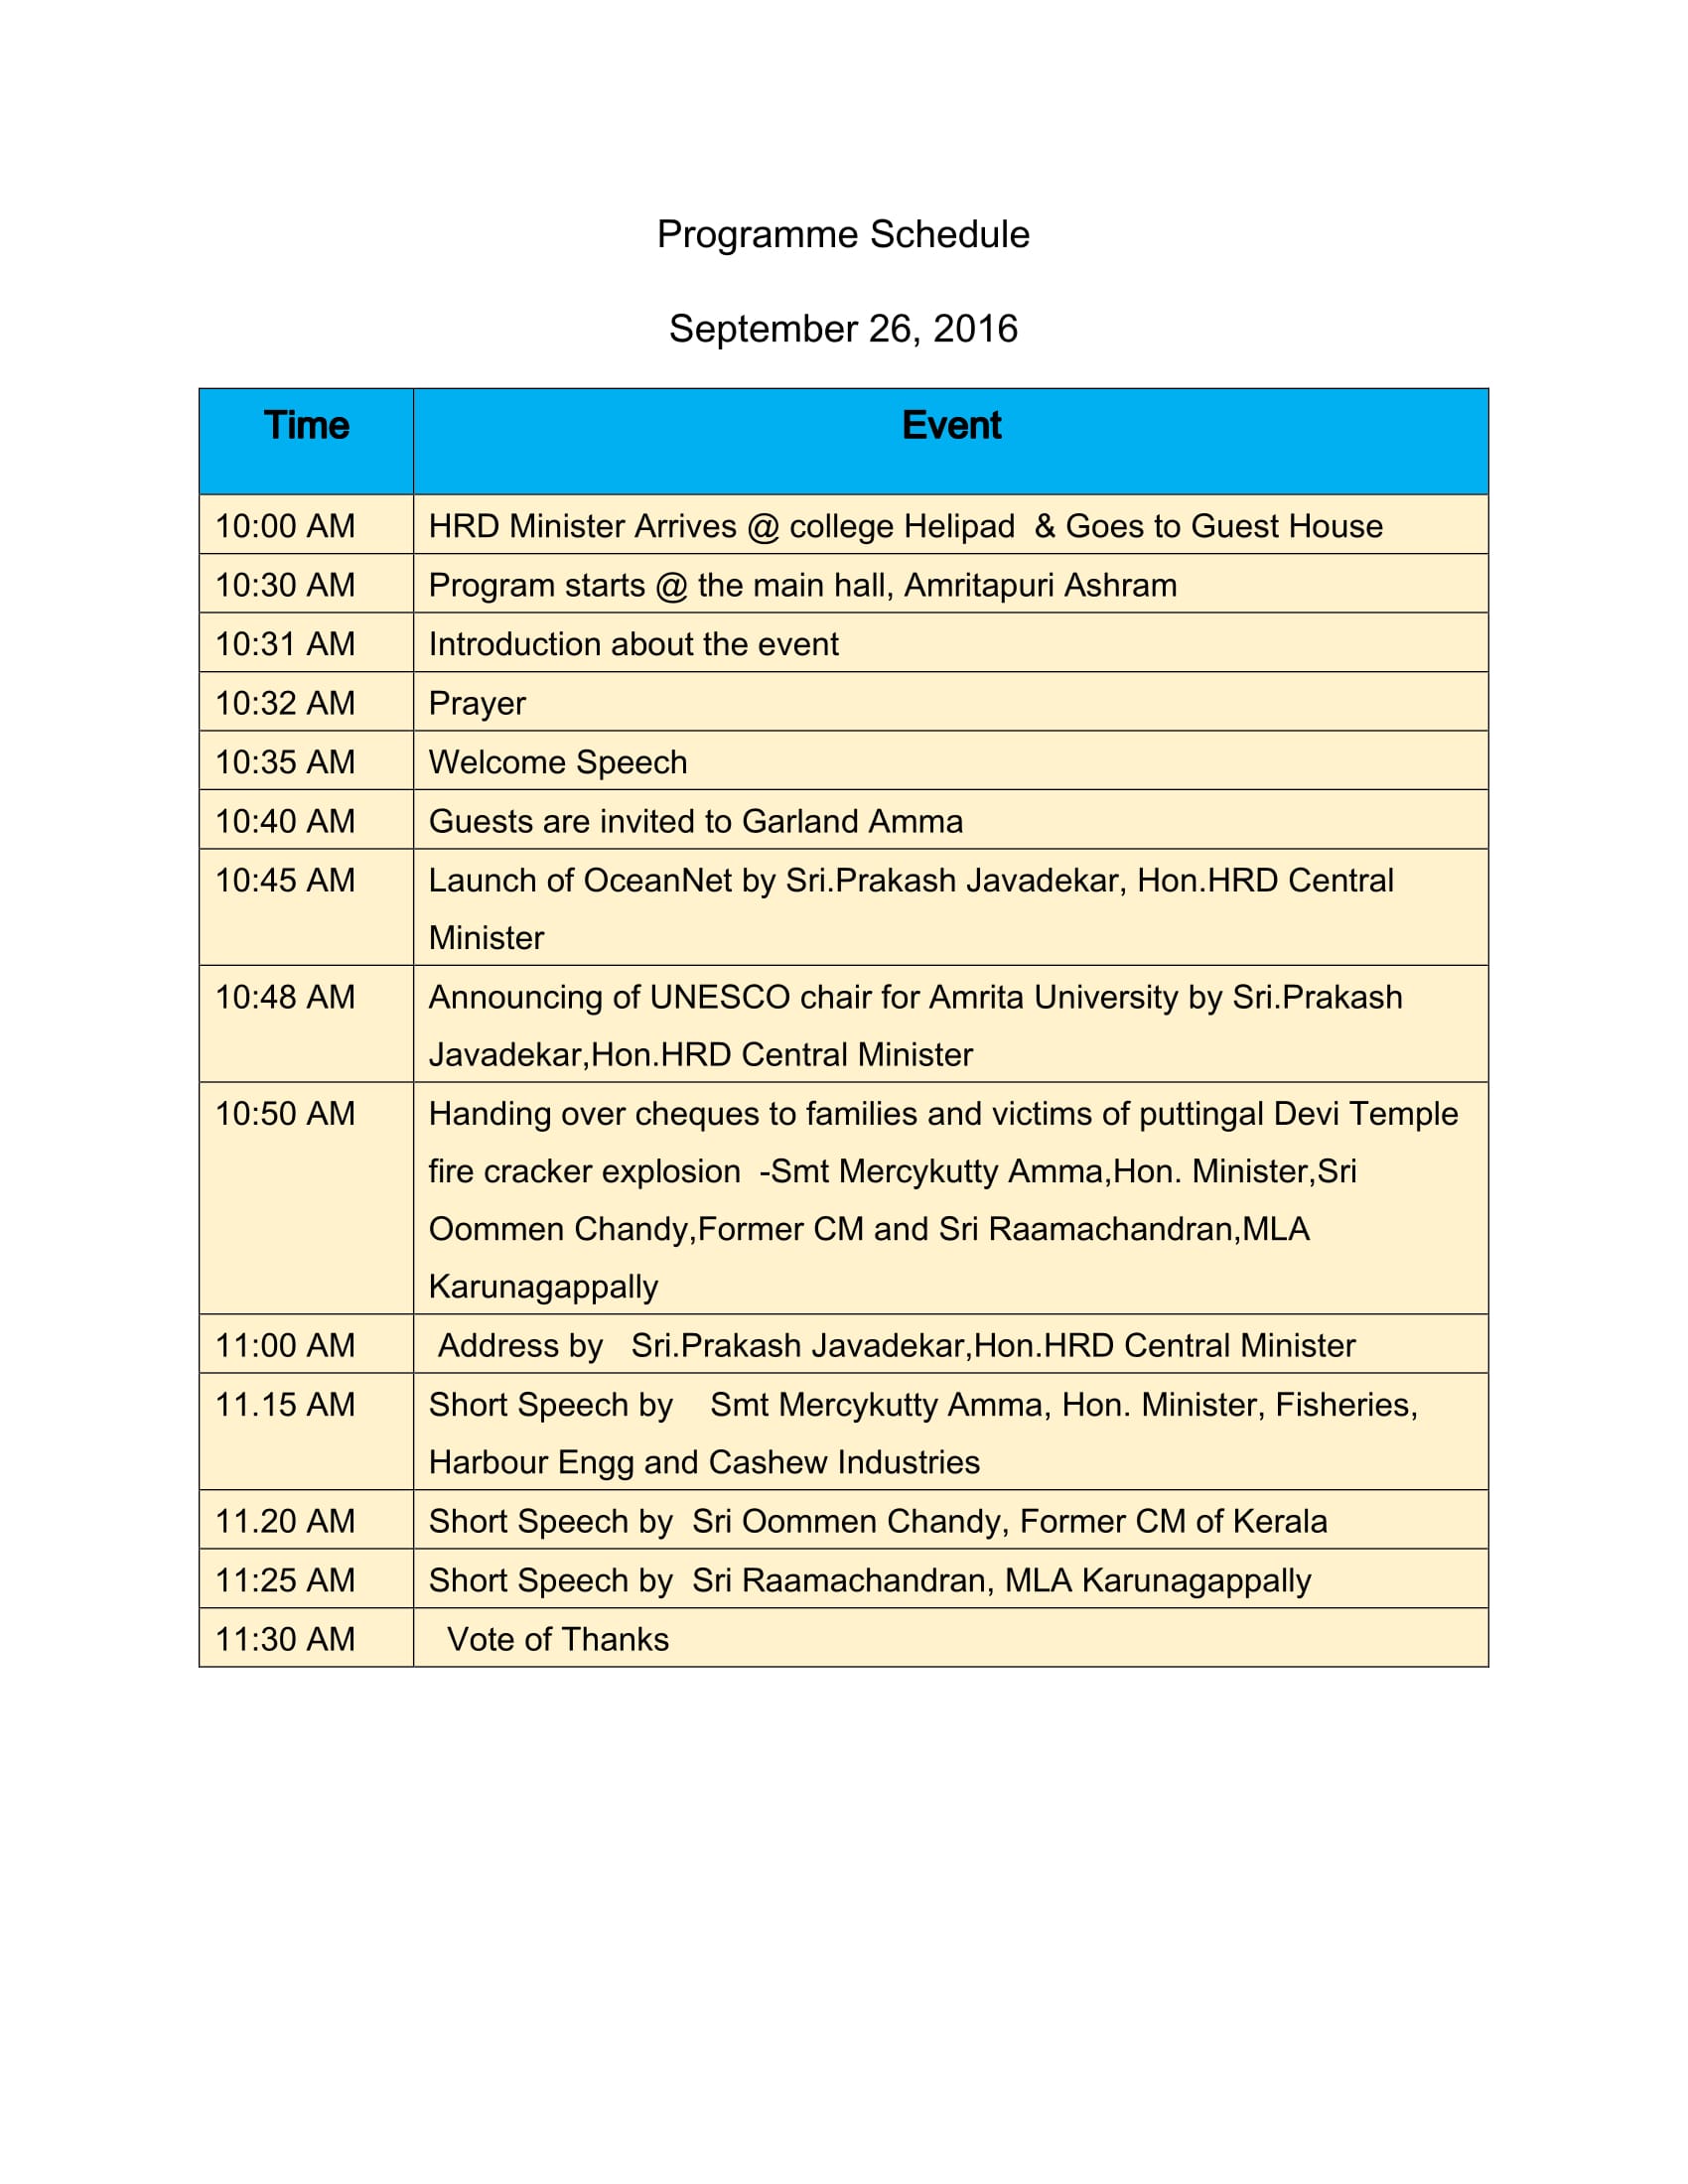 Programme Schedule
September 26, 2016
Time Event
10:00 AM HRD Minister Arrives @ college Helipad  & Goes to Guest House
10:30 AM Program starts @ the main hall, Amritapuri Ashram
10:31 AM Introduction about the event
10:32 AM Prayer
10:35 AM Welcome Speech
10:40 AM Guests are invited to Garland Amma
10:45 AM Launch of OceanNet by Sri.Prakash Javadekar, Hon.HRD Central
Minister
10:48 AM Announcing of UNESCO chair for Amrita University by Sri.Prakash
Javadekar,Hon.HRD Central Minister
10:50 AM Handing over cheques to families and victims of puttingal Devi Temple
fire cracker explosion  -Smt Mercykutty Amma,Hon. Minister,Sri
Oommen Chandy,Former CM and Sri Raamachandran,MLA
Karunagappally
11:00 AM Address by   Sri.Prakash Javadekar,Hon.HRD Central Minister
11.15 AM Short Speech by    Smt Mercykutty Amma, Hon. Minister, Fisheries,
Harbour Engg and Cashew Industries
11.20 AM Short Speech by  Sri Oommen Chandy, Former CM of Kerala
11:25 AM Short Speech by  Sri Raamachandran, MLA Karunagappally
11:30 AM Vote of Thanks